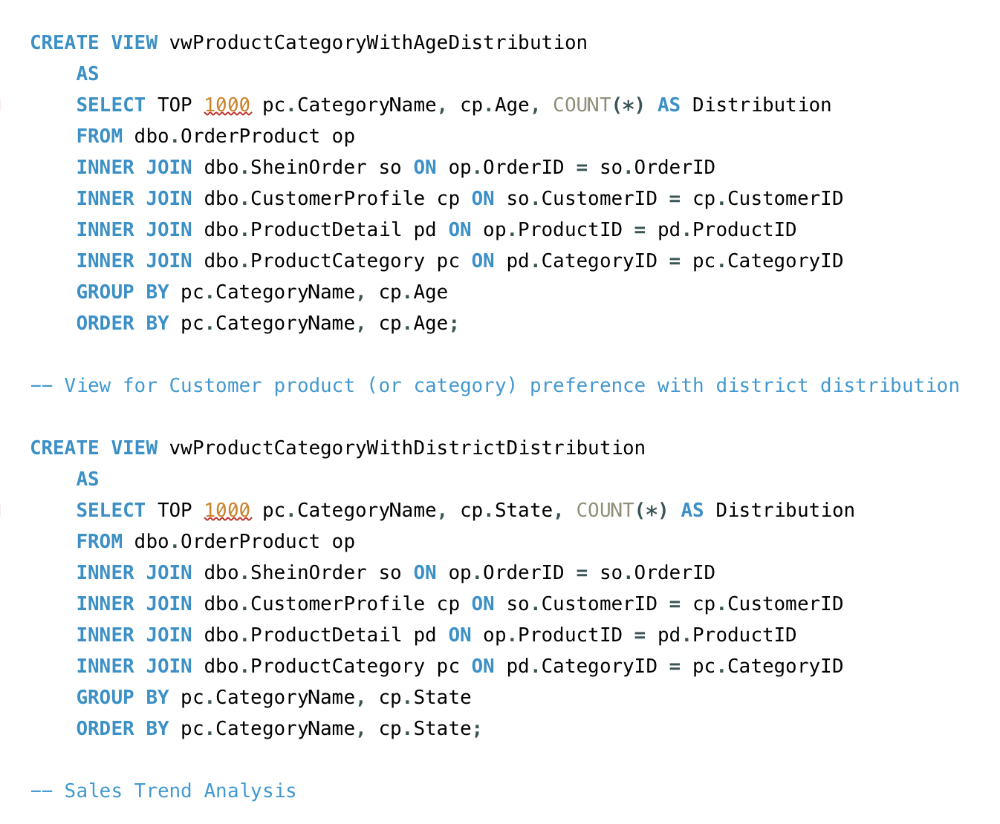 CREATE VIEW vwProductCategoryWithAgeDistribution
AS
SELECT TOP 1000 pc.CategoryName, cp.Age, COUNT(*) AS Distribution
FROM dbo.OrderProduct op
INNER JOIN dbo.SheinOrder so ON op.OrderID = so.OrderID
INNER JOIN dbo.CustomerProfile cp ON so.CustomerID = cp.CustomerID
INNER JOIN dbo.ProductDetail pd ON op.ProductID = pd.ProductID
INNER JOIN dbo.ProductCategory pc ON pd.CategoryID = pc.CategoryID
GROUP BY pc.CategoryName, cp.Age
ORDER BY pc.CategoryName, cp.Age;
-- View for Customer product (or category) preference with district distribution
CREATE VIEW vwProductCategoryWithDistrictDistribution
AS
SELECT TOP 1000 pc.CategoryName, cp.State, COUNT(*) AS Distribution
FROM dbo.OrderProduct op
INNER JOIN dbo.SheinOrder so ON op.OrderID = so.OrderID
INNER JOIN dbo.CustomerProfile cp ON so.CustomerID = cp.CustomerID
INNER JOIN dbo.ProductDetail pd ON op.ProductID = pd.ProductID
INNER JOIN dbo.ProductCategory pc ON pd.CategoryID = pc.CategoryID
GROUP BY pc.CategoryName, cp.State
ORDER BY pc.CategoryName, cp.State;
-- Sales Trend Analysis